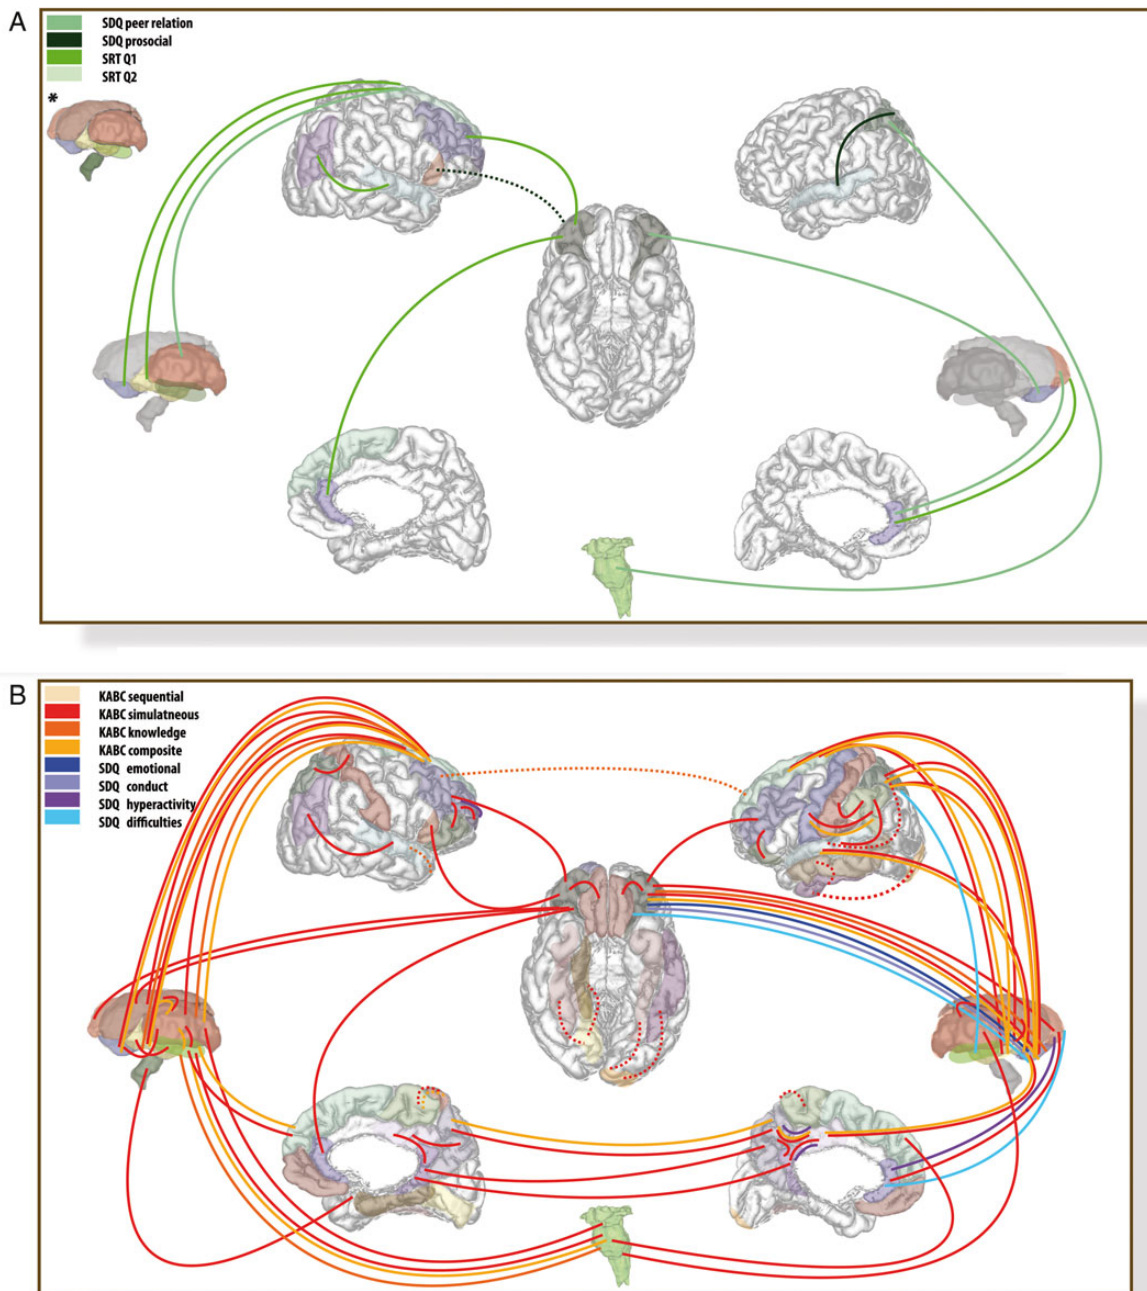 A
SDQ peer relation
SDQ prosocial
SRT Q1
SRT Q2
*
B
KABC sequential
KABC simulatneous
KABC knowledge
KABC composite
SDQ emotional
SDQ conduct
SDQ hyperactivity
SDQ difficulties